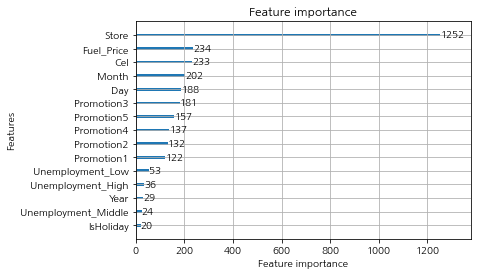 Feature importance
Features
Store 1252
Fuel_Price 234
Cel 233
Month 202
Day 188
Promotion3 181
Promotion5 157
Promotion4 137
Promotion2 132
Promotion1 122
Unemployment_Low 53
Unemployment_High 36
Year 29
Unemployment_Middle 24
IsHoliday 20
0 200 400 600 800 1000 1200
Feature importance